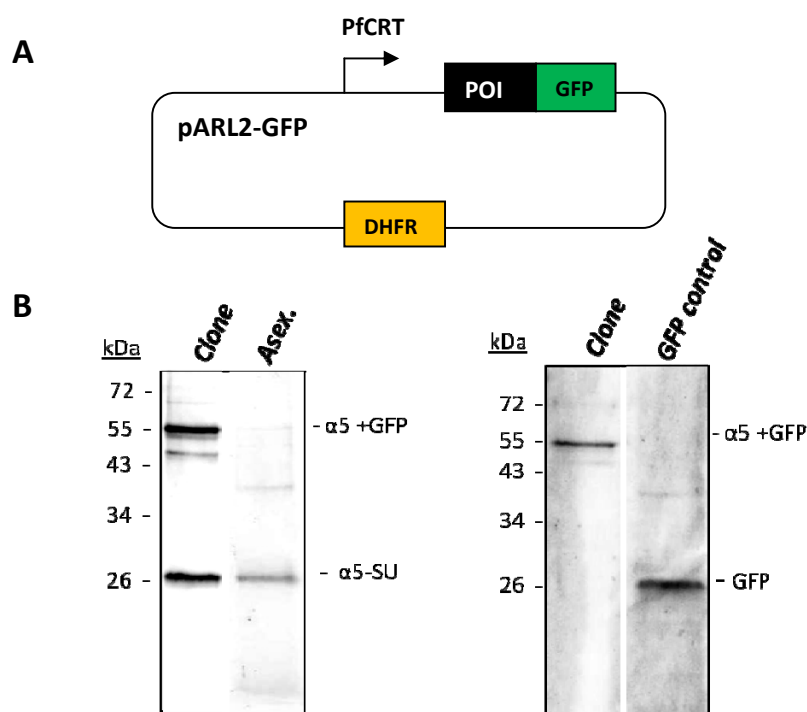 A
PfCRT
POI GFP
pARL2-GFP
DHFR
B
kDa Clone Asex.
72 -
55 - - α5 +GFP
43 -
34 -
26 - - α5-SU
kDa Clone GFP control
72 -
55 - - α5 +GFP
43 -
34 -
26 - - GFP